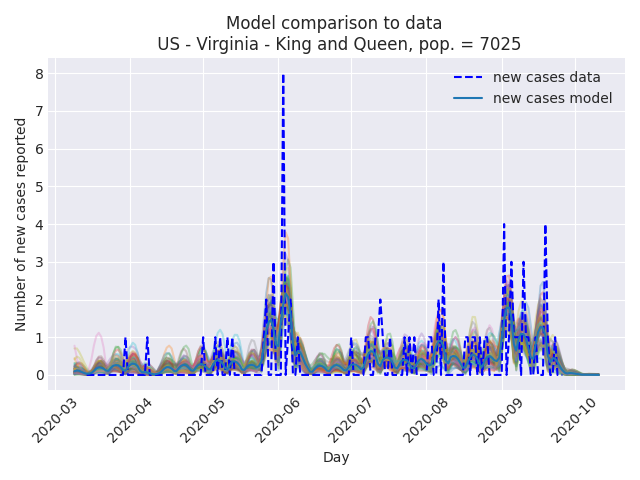 Model comparison to data
US - Virginia - King and Queen, pop. = 7025
new cases data
new cases model
Number of new cases reported
8
7
6
5
4
3
2
1
0
2020-03
2020-04
2020-05
2020-06
2020-07
2020-08
2020-09
2020-10
Day